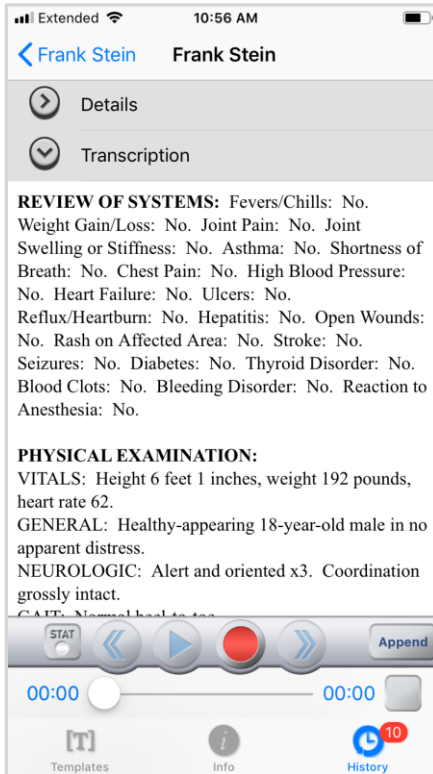 Extended 10:56 AM
Frank Stein Frank Stein
Details
Transcription
REVIEW OF SYSTEMS: Fevers/Chills: No.
Weight Gain/Loss: No. Joint Pain: No. Joint
Swelling or Stiffness: No. Asthma: No. Shortness of
Breath: No. Chest Pain: No. High Blood Pressure:
No. Heart Failure: No. Ulcers: No.
Reflux/Heartburn: No. Hepatitis: No. Open Wounds:
No. Rash on Affected Area: No. Stroke: No.
Seizures: No. Diabetes: No. Thyroid Disorder: No.
Blood Clots: No. Bleeding Disorder: No. Reaction to
Anesthesia: No.
PHYSICAL EXAMINATION:
VITALS: Height 6 feet 1 inches, weight 192 pounds,
heart rate 62.
GENERAL: Healthy-appearing 18-year-old male in no
apparent distress.
NEUROLOGIC: Alert and oriented x3. Coordination
grossly intact.
GAIT: Normal heel-to-toe
STAT Append
00:00 00:00
[T] i 10
Templates Info History